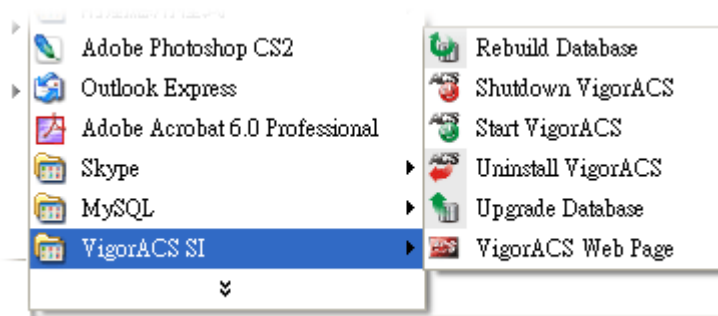 Adobe Photoshop CS2
Outlook Express
Adobe Acrobat 6.0 Professional
Skype
MySQL
VigorACS SI
Rebuild Database
Shutdown VigorACS
Start VigorACS
Uninstall VigorACS
Upgrade Database
VigorACS Web Page